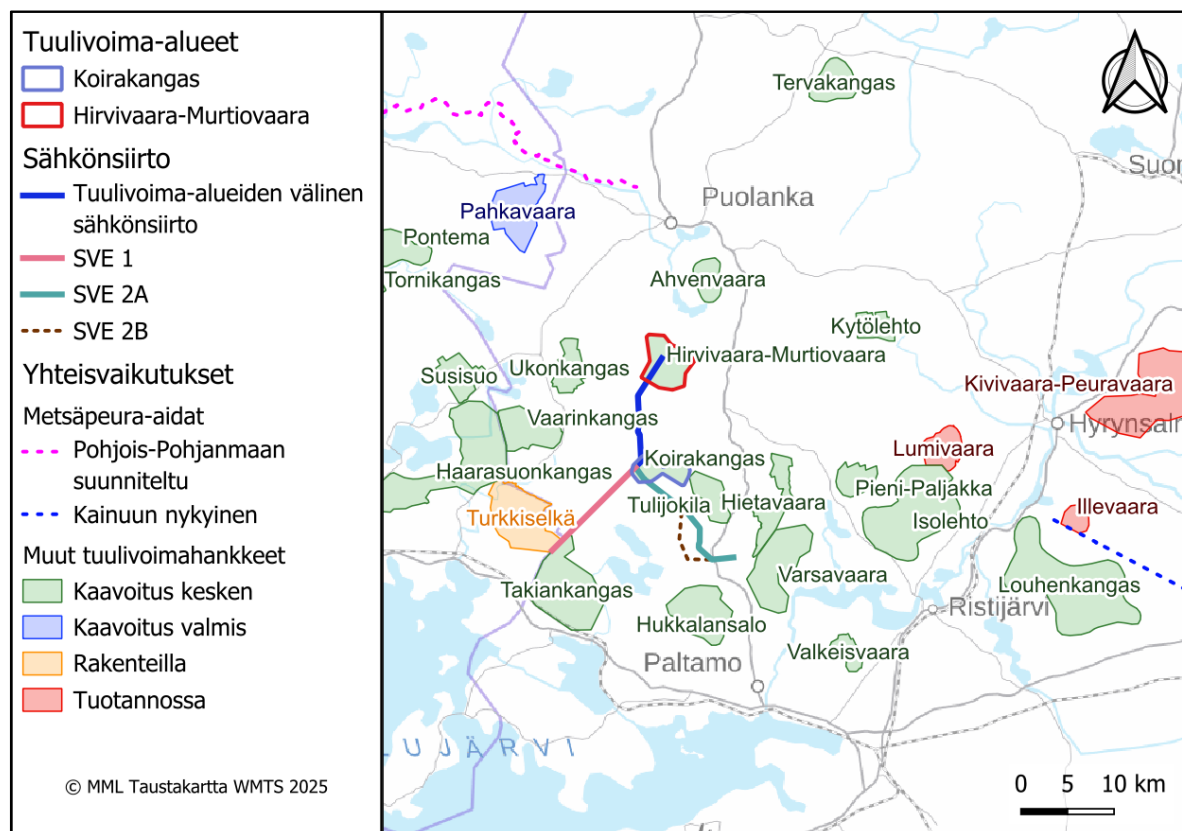 Tuulivoima-alueet
Koirakangas
Hirvivaara-Murtiovaara
Sähkönsiirto
Tuulivoima-alueiden välinen
sähkönsiirto
SVE 1
SVE 2A
SVE 2B
Yhteisvaikutukset
Metsäpeura-aidat
Pohjois-Pohjanmaan
suunniteltu
Kainuun nykyinen
Muut tuulivoimahankkeet
Kaavoitus kesken
Kaavoitus valmis
Rakenteilla
Tuotannossa
© MML Taustakartta WMTS 2025
Tervakangas
Suom
Puolanka
Pahkavaara
Pontema
Tornikangas
Ahvenvaara
Kytölehto
Hirvivaara-Murtiovaara
Ukonkangas
Susisuo
Kivivaara-Peuravaara
Vaarinkangas
Hyrynsalm
Lumivaara
Koirakangas
Haarasuonkangas
Pieni-Paljakka
Tulijokila
Hietavaara
Illevaara
Turkkiselkä
Isolehto
Varsavaara
Louhenkangas
Takiankangas
Ristijärvi
Hukkalansalo
Valkeisvaara
Paltamo
LUJÄRVI
0 5 10 km